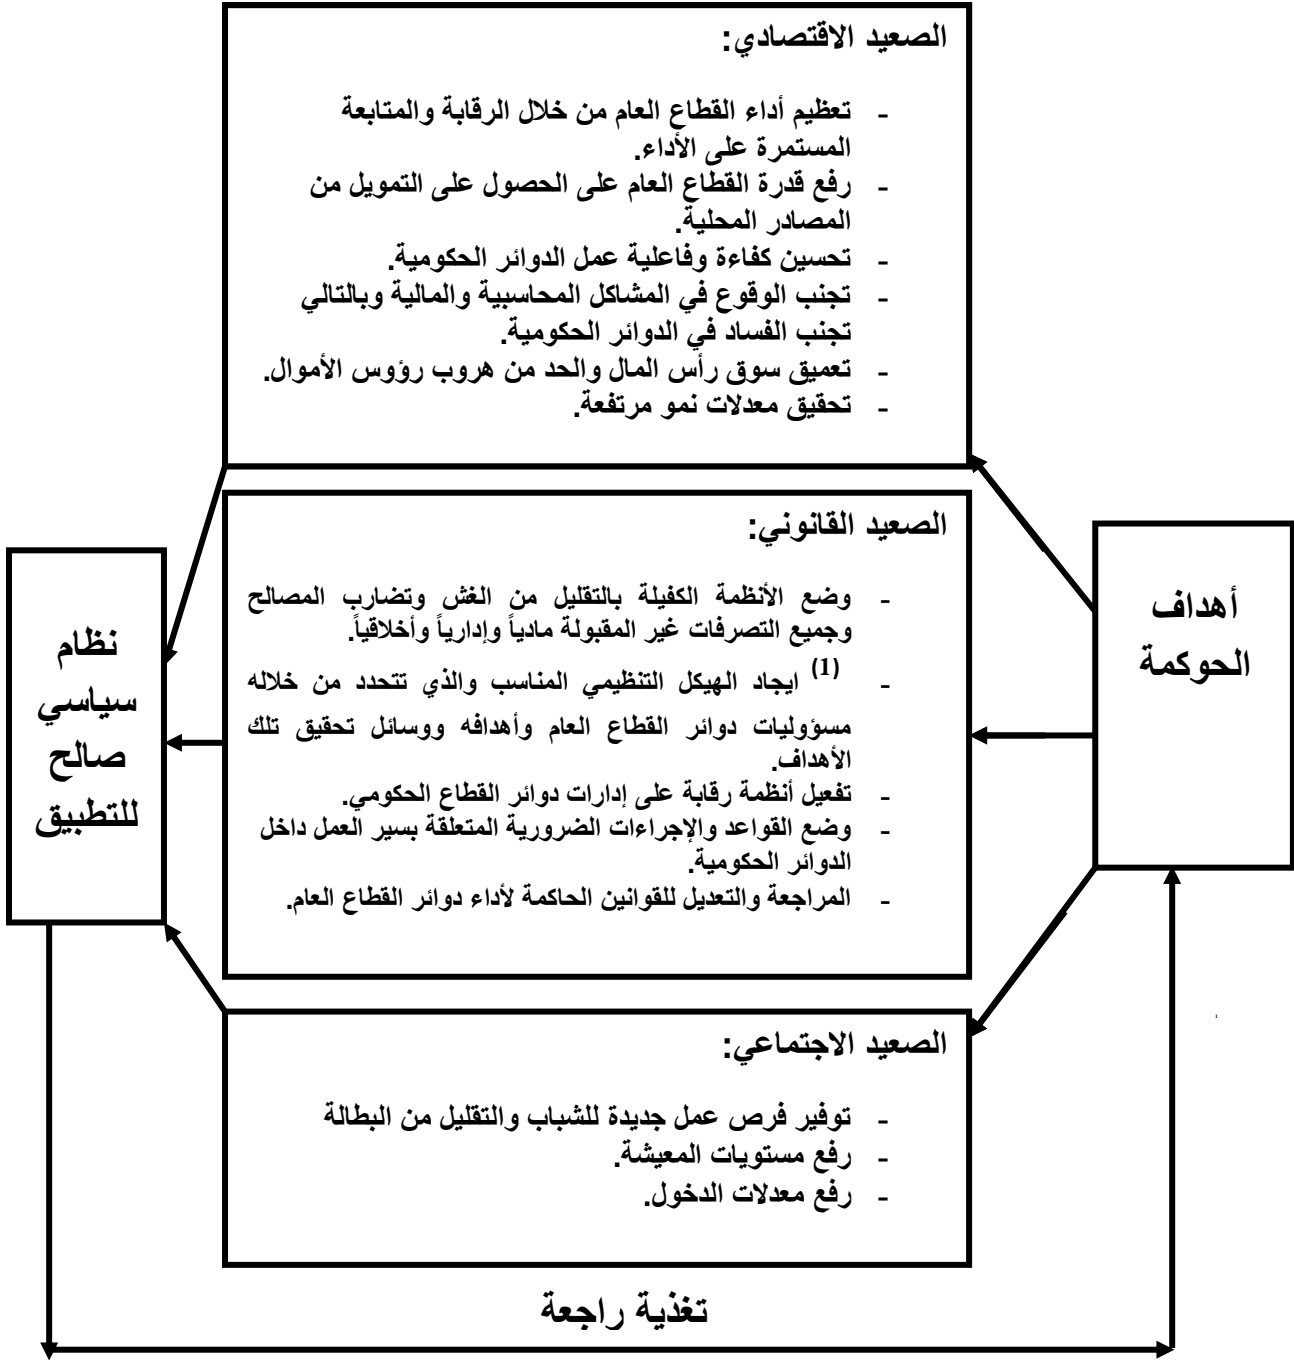 الصعيد الاقتصادي:
- تعظيم أداء القطاع العام من خلال الرقابة والمتابعة
المستمرة على الأداء.
- رفع قدرة القطاع العام على الحصول على التمويل من
المصادر المحلية.
- تحسين كفاءة وفاعلية عمل الدوائر الحكومية.
- تجنب الوقوع في المشاكل المحاسبية والمالية وبالتالي
تجنب الفساد في الدوائر الحكومية.
- تعميق سوق رأس المال والحد من هروب رؤوس الأموال.
- تحقيق معدلات نمو مرتفعة.
أهداف
الحوكمة
الصعيد القانوني:
- وضع الأنظمة الكفيلة بالتقليل من الغش وتضارب المصالح
وجميع التصرفات غير المقبولة مادياً وإدارياً وأخلاقياً.
- (1) ايجاد الهيكل التنظيمي المناسب والذي تتحدد من خلاله
مسؤوليات دوائر القطاع العام وأهدافه ووسائل تحقيق تلك
الأهداف.
- تفعيل أنظمة رقابة على إدارات دوائر القطاع الحكومي.
- وضع القواعد والإجراءات الضرورية المتعلقة بسير العمل داخل
الدوائر الحكومية.
- المراجعة والتعديل للقوانين الحاكمة لأداء دوائر القطاع العام.
نظام
سياسي
صالح
للتطبيق
الصعيد الاجتماعي:
- توفير فرص عمل جديدة للشباب والتقليل من البطالة
- رفع مستويات المعيشة.
- رفع معدلات الدخول.
تغذية راجعة